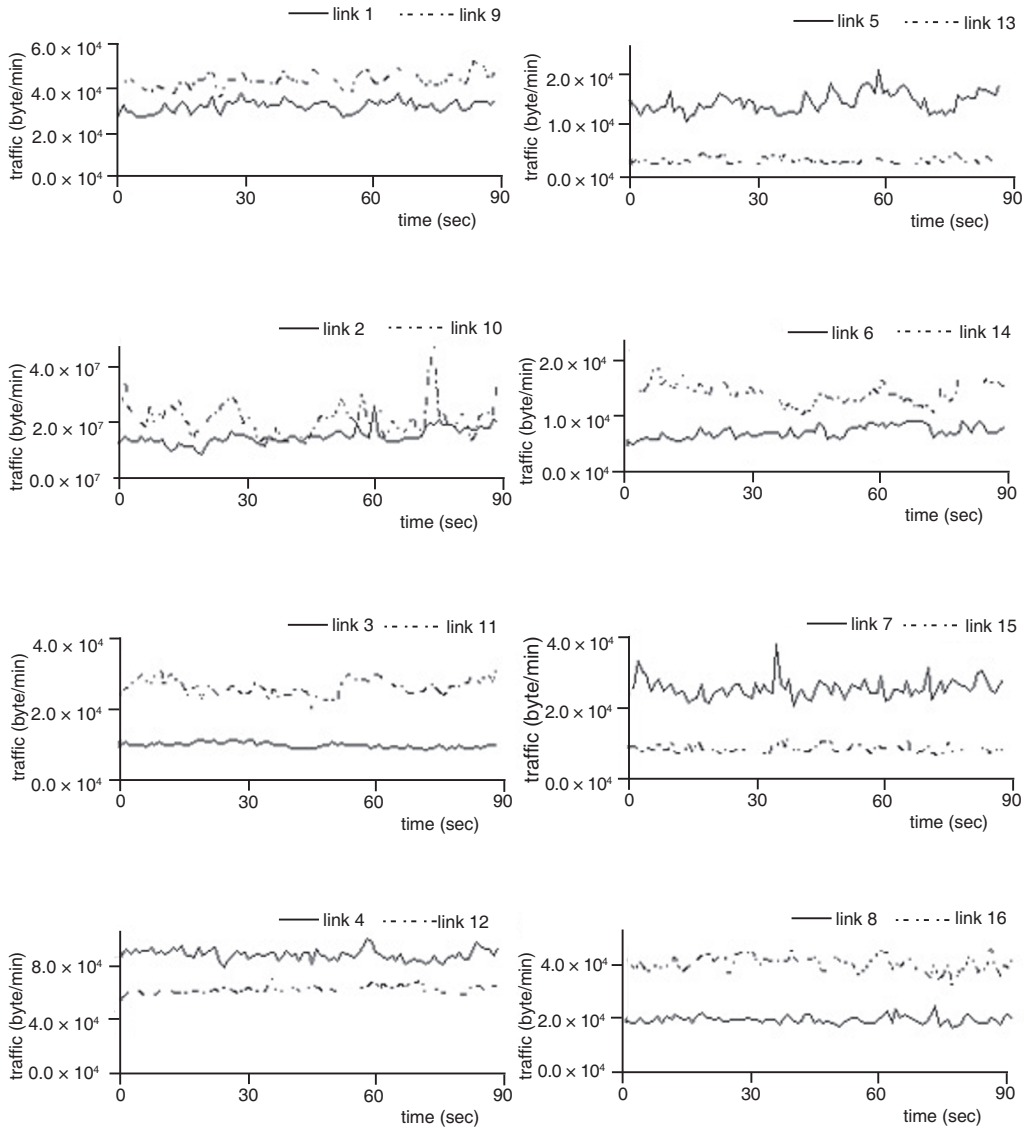 link 1 link 9
traffic (byte/min)
6.0 × 10⁴
4.0 × 10⁴
2.0 × 10⁴
0.0 × 10⁴
0 30 60 90
time (sec)
link 5 link 13
traffic (byte/min)
2.0 × 10⁴
1.0 × 10⁴
0.0 × 10⁴
0 30 60 90
time (sec)
link 2 link 10
traffic (byte/min)
4.0 × 10⁷
2.0 × 10⁷
0.0 × 10⁷
0 30 60 90
time (sec)
link 6 link 14
traffic (byte/min)
2.0 × 10⁴
1.0 × 10⁴
0.0 × 10⁴
0 30 60 90
time (sec)
link 3 link 11
traffic (byte/min)
4.0 × 10⁴
2.0 × 10⁴
0.0 × 10⁴
0 30 60 90
time (sec)
link 7 link 15
traffic (byte/min)
4.0 × 10⁴
2.0 × 10⁴
0.0 × 10⁴
0 30 60 90
time (sec)
link 4 link 12
traffic (byte/min)
8.0 × 10⁴
4.0 × 10⁴
0.0 × 10⁴
0 30 60 90
time (sec)
link 8 link 16
traffic (byte/min)
4.0 × 10⁴
2.0 × 10⁴
0.0 × 10⁴
0 30 60 90
time (sec)